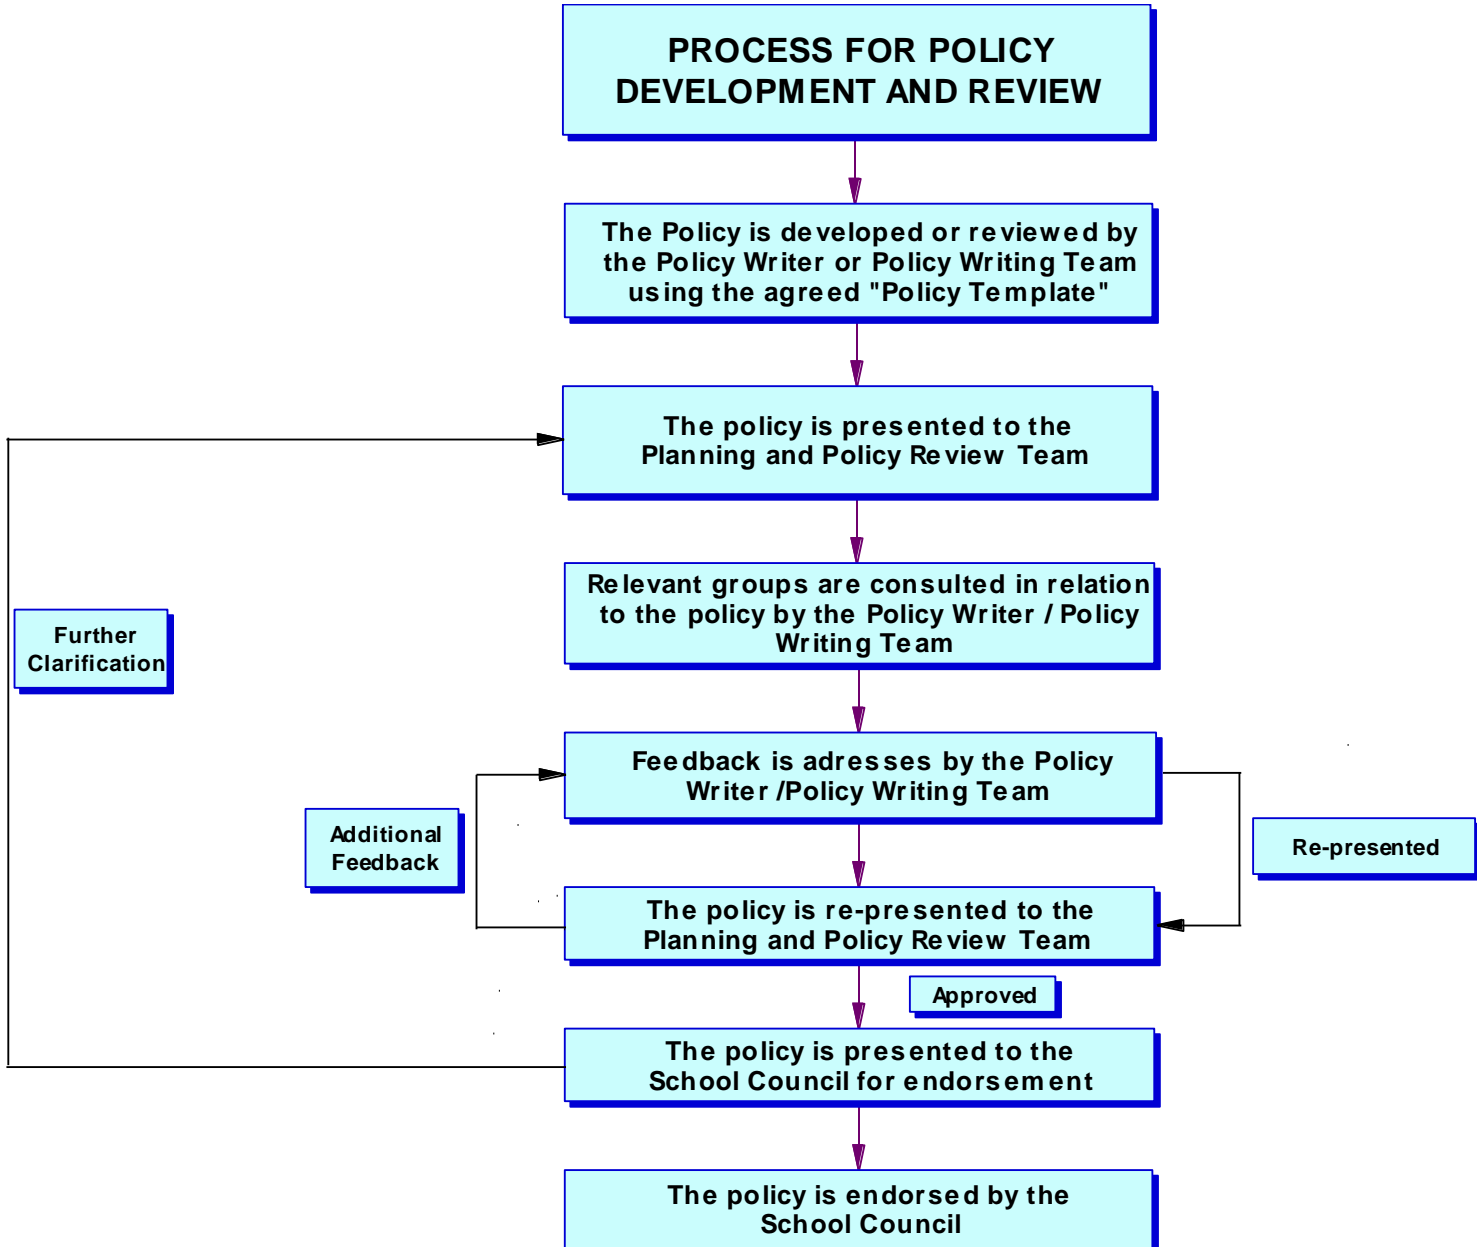 PROCESS FOR POLICY
DEVELOPMENT AND REVIEW
The Policy is developed or reviewed by
the Policy Writer or Policy Writing Team
using the agreed "Policy Template"
The policy is presented to the
Planning and Policy Review Team
Relevant groups are consulted in relation
to the policy by the Policy Writer / Policy
Writing Team
Further
Clarification
Feedback is adresses by the Policy
Writer /Policy Writing Team
Additional
Feedback
Re-presented
The policy is re-presented to the
Planning and Policy Review Team
Approved
The policy is presented to the
School Council for endorsement
The policy is endorsed by the
School Council